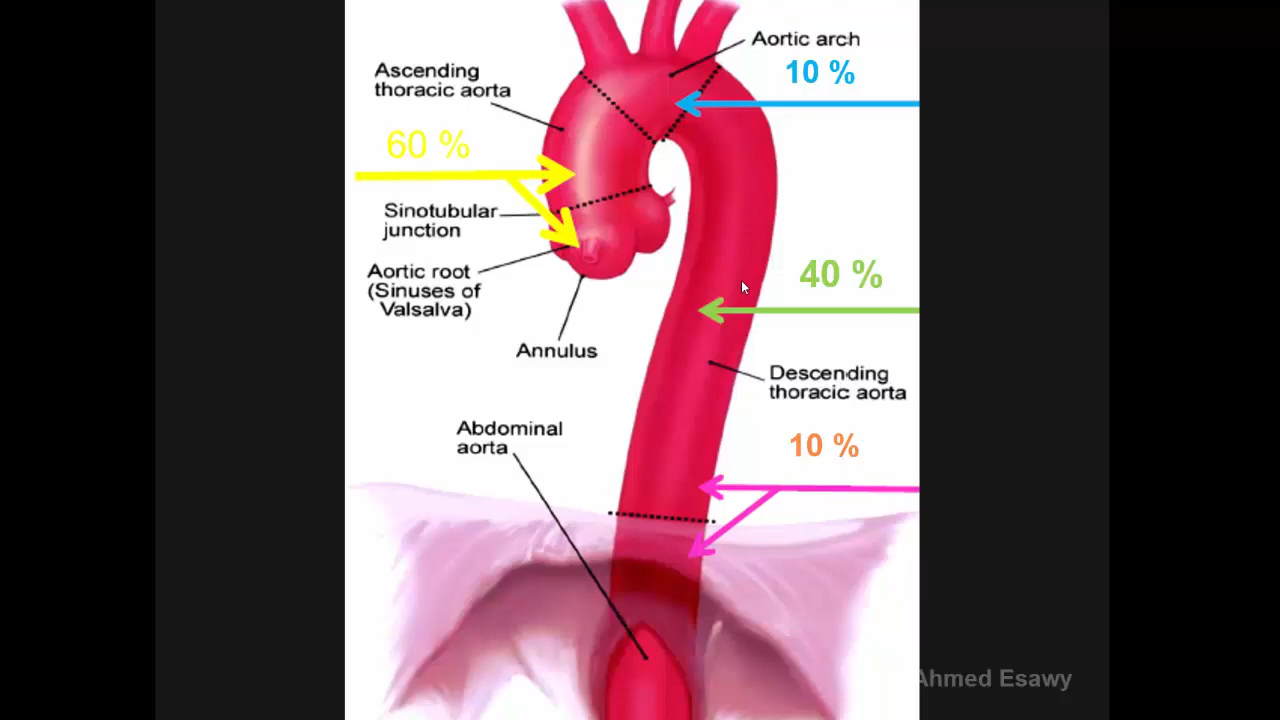 Aortic arch
10 %
Ascending
thoracic aorta
60 %
Sinotubular
junction
Aortic root
(Sinuses of
Valsalva)
40 %
Annulus
Descending
thoracic aorta
Abdominal
aorta
10 %
Ahmed Esawy